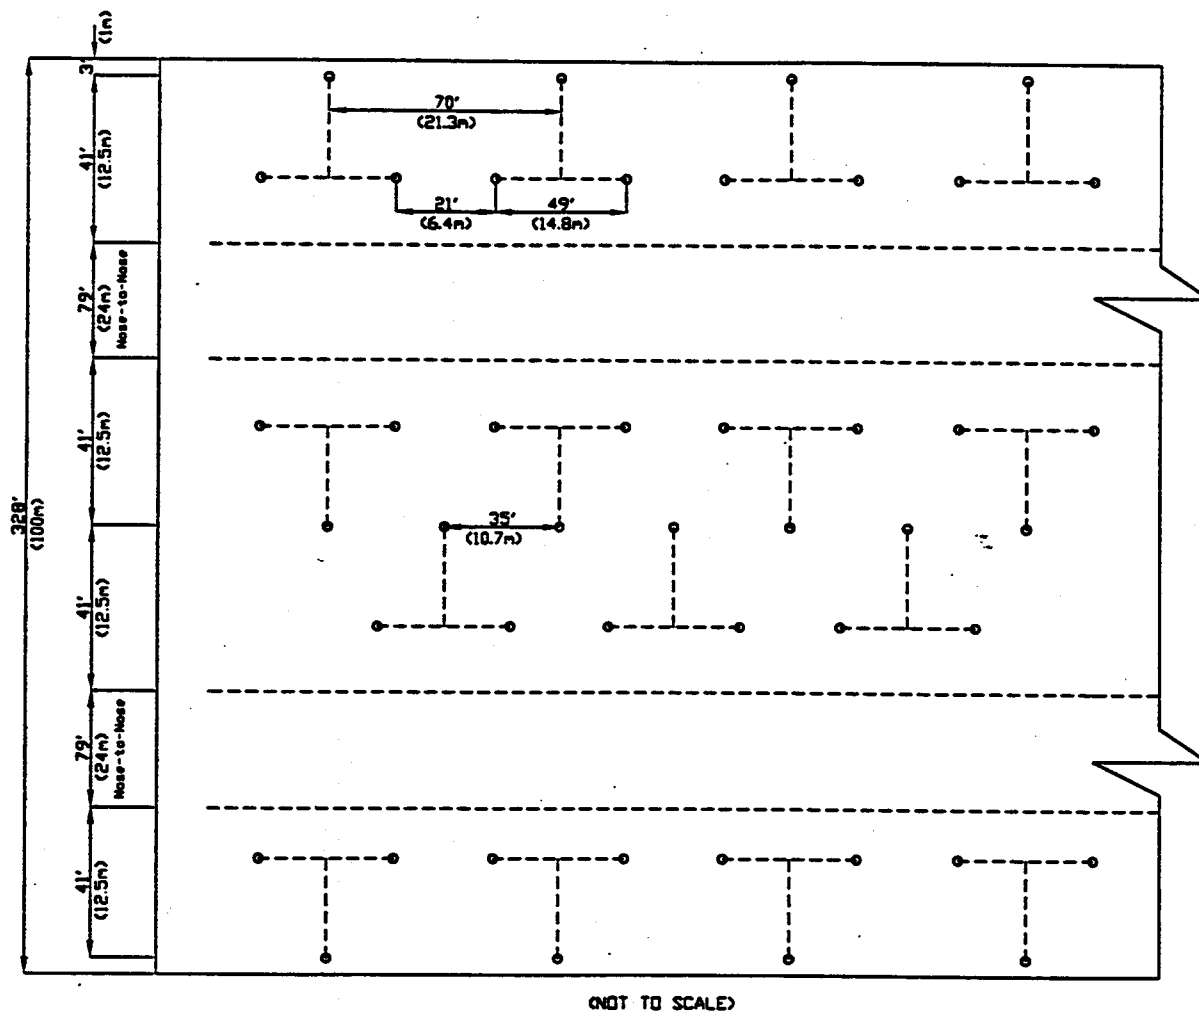 (1m)
3'
70'
(21.3m)
41'
(12.5m)
21'
(6.4m)
49'
(14.8m)
79'
(24m)
Nose-to-Nose
41'
(12.5m)
328'
(100m)
35'
(10.7m)
41'
(12.5m)
79'
(24m)
Nose-to-Nose
41'
(12.5m)
(NOT TO SCALE)